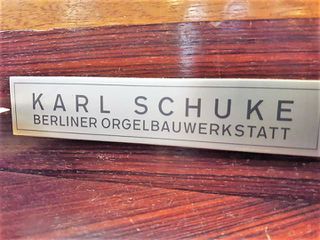 KARL SCHUKE
BERLINER ORGELBAUWERKSTATT